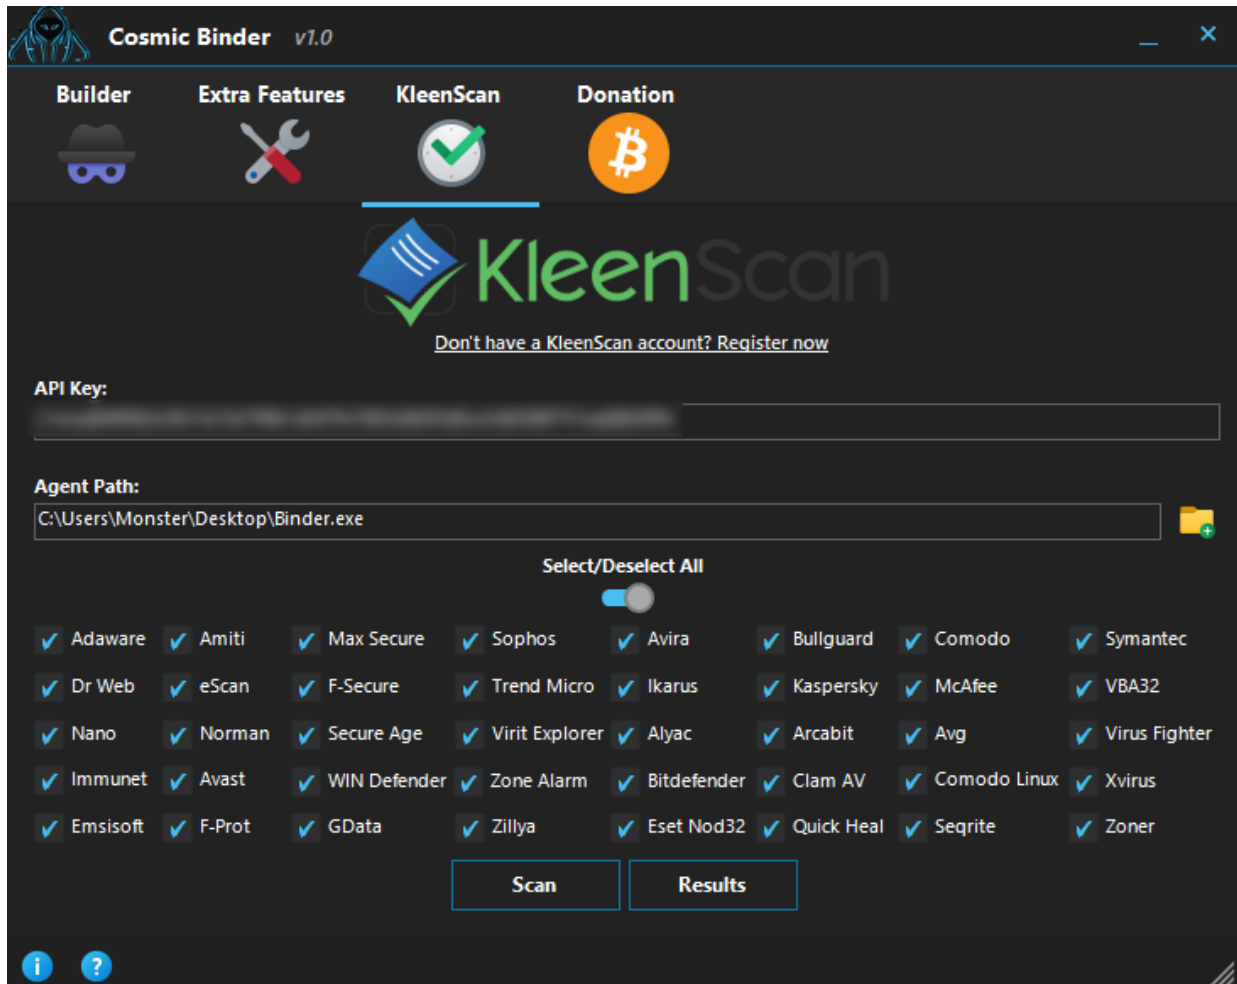 Cosmic Binder v1.0
Builder Extra Features KleenScan Donation
KleenScan
Don't have a KleenScan account? Register now
API Key:
Agent Path:
C:\Users\Monster\Desktop\Binder.exe
Select/Deselect All
Adaware Amiti Max Secure Sophos Avira Bullguard Comodo Symantec
Dr Web eScan F-Secure Trend Micro Ikarus Kaspersky McAfee VBA32
Nano Norman Secure Age Virit Explorer Alyac Arcabit Avg Virus Fighter
Immunet Avast WIN Defender Zone Alarm Bitdefender Clam AV Comodo Linux Xvirus
Emsisoft F-Prot GData Zillya Eset Nod32 Quick Heal Seqrite Zoner
Scan Results